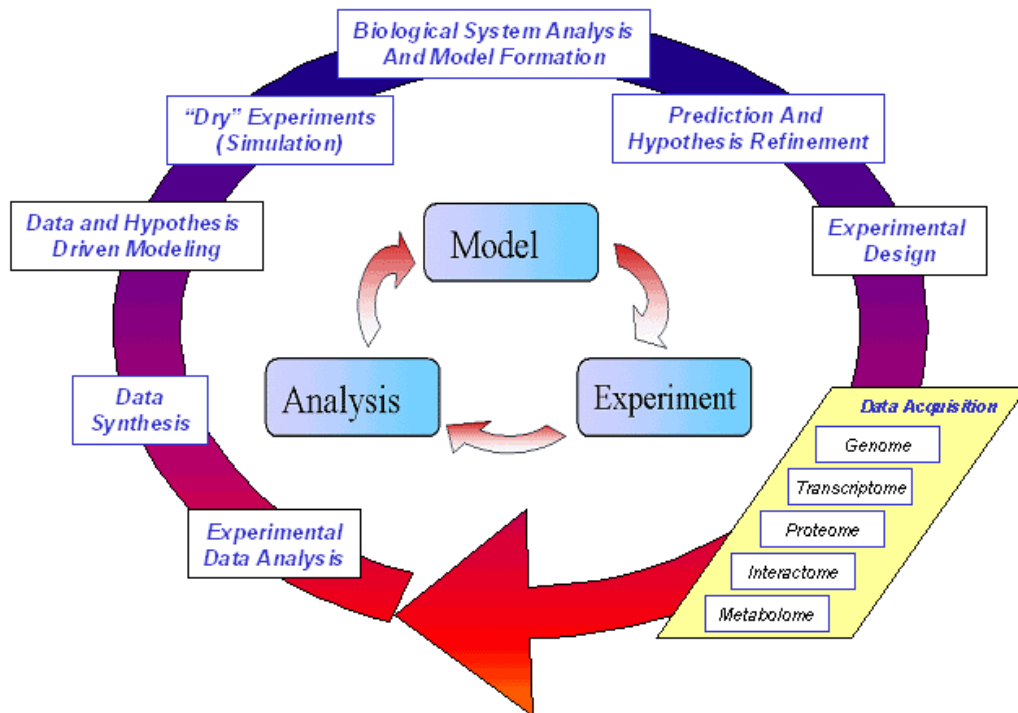 Biological System Analysis
And Model Formation
“Dry” Experiments
(Simulation)
Prediction And
Hypothesis Refinement
Data and Hypothesis
Driven Modeling
Experimental
Design
Model
Analysis
Experiment
Data
Synthesis
Data Acquisition
Genome
Transcriptome
Proteome
Interactome
Metabolome
Experimental
Data Analysis